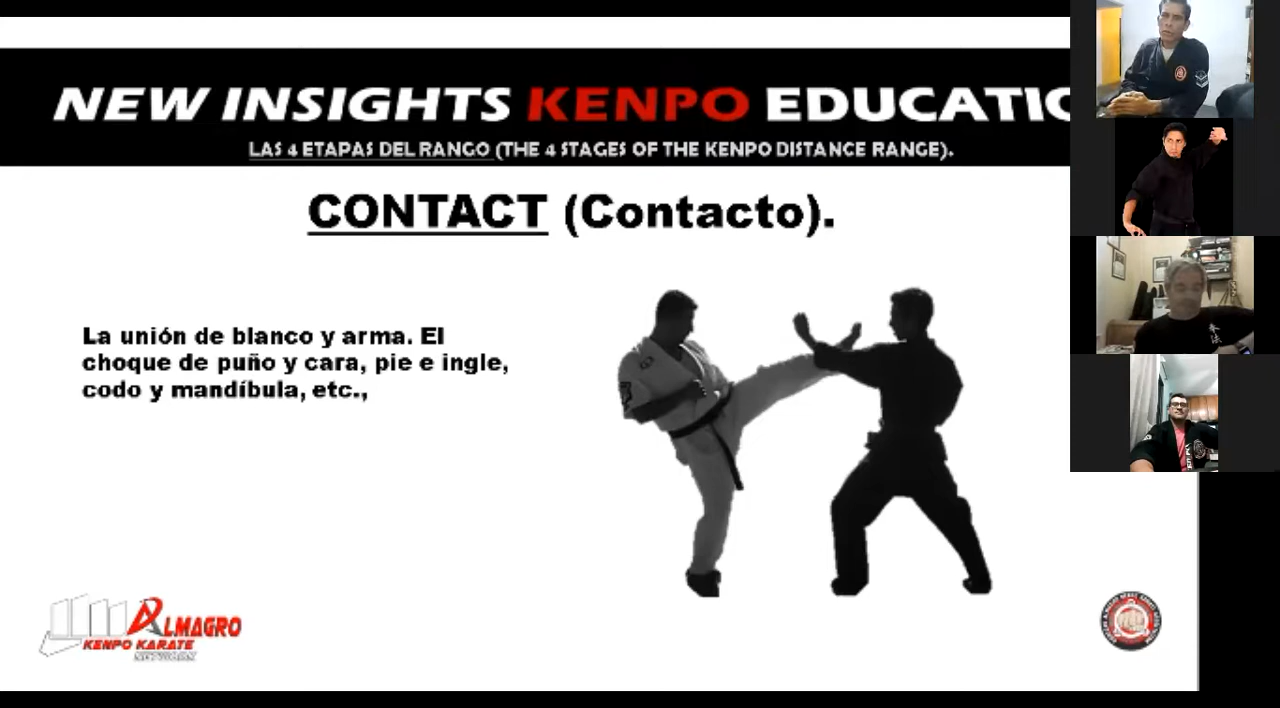 NEW INSIGHTS KENPO EDUCATIO
LAS 4 ETAPAS DEL RANGO (THE 4 STAGES OF THE KENPO DISTANCE RANGE).
CONTACT (Contacto).
La unión de blanco y arma. El
choque de puño y cara, pie e ingle,
codo y mandíbula, etc.,
ALMAGRO
KENPO KARATE
NETWORK